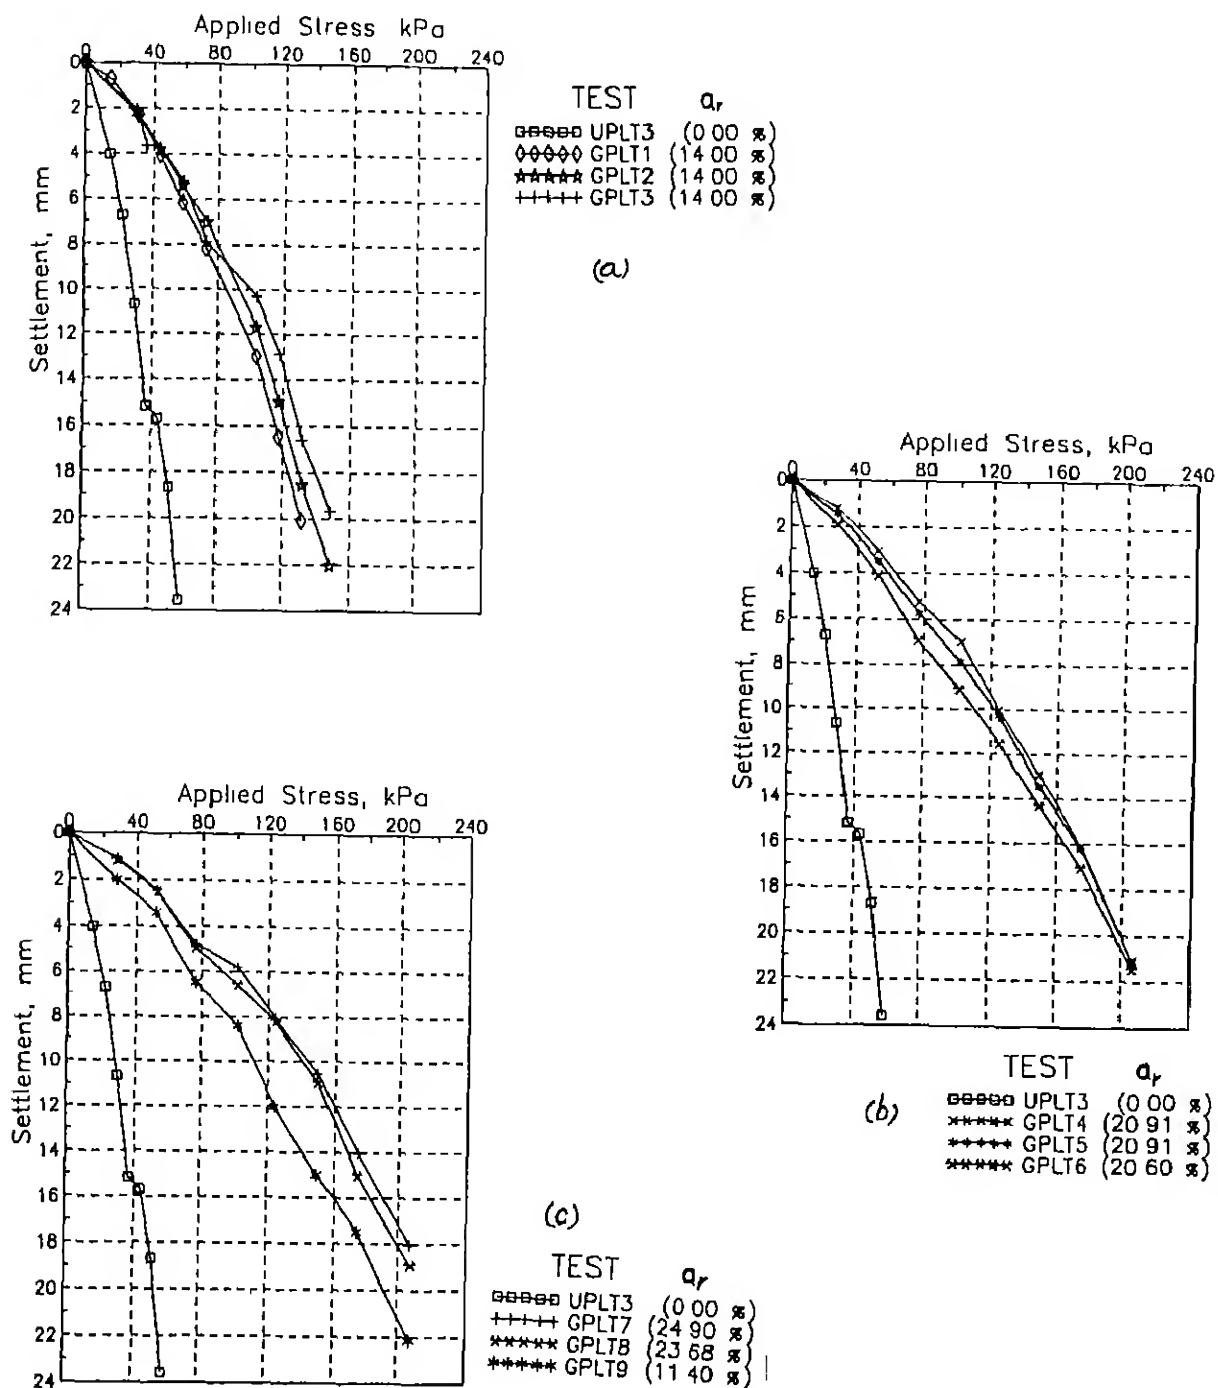 Applied Stress kPa
0 40 80 120 160 200 240
0
2
4
6
8
10
12
14
16
18
20
22
24
Settlement, mm
TEST aᵣ
UPLT3 (0 00 %)
GPLT1 (14 00 %)
GPLT2 (14 00 %)
GPLT3 (14 00 %)
(a)
Applied Stress, kPa
0 40 80 120 160 200 240
0
2
4
6
8
10
12
14
16
18
20
22
24
Settlement, mm
TEST aᵣ
UPLT3 (0 00 %)
GPLT4 (20 91 %)
GPLT5 (20 91 %)
GPLT6 (20 60 %)
(b)
Applied Stress, kPa
0 40 80 120 160 200 240
0
2
4
6
8
10
12
14
16
18
20
22
24
Settlement, mm
(c)
TEST aᵣ
UPLT3 (0 00 %)
GPLT7 (24 90 %)
GPLT8 (23 68 %)
GPLT9 (11 40 %)